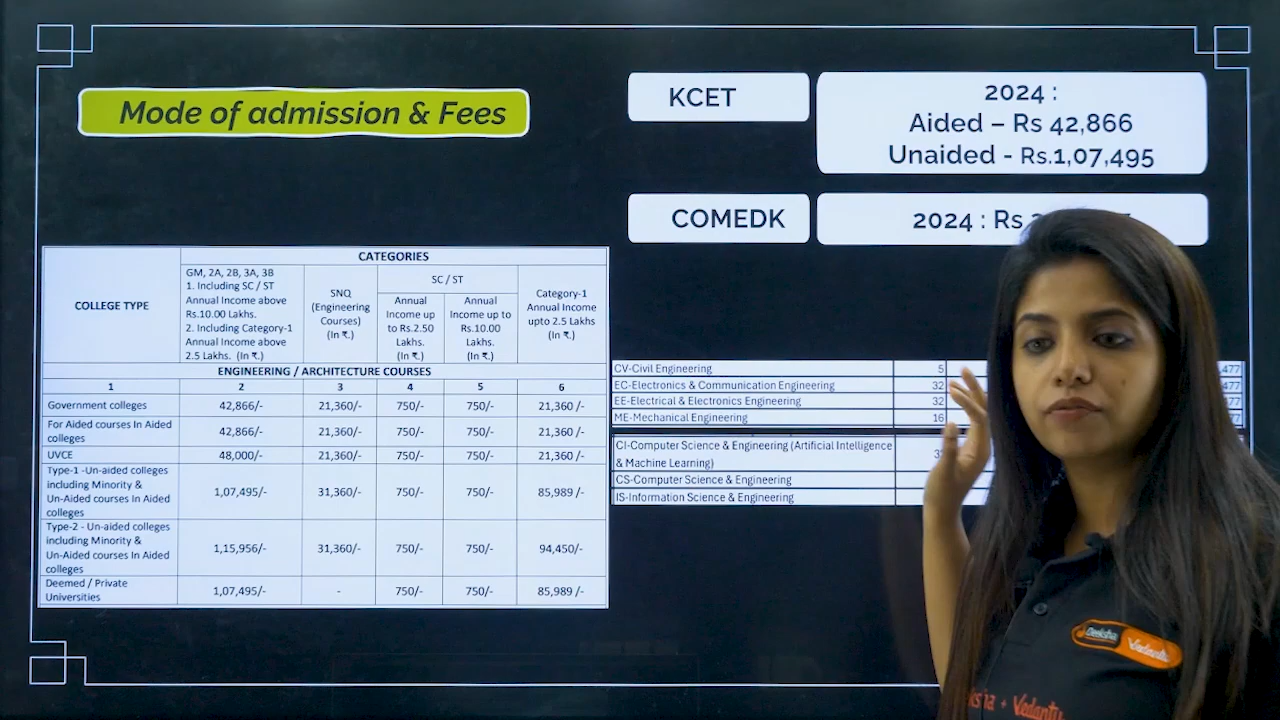 Mode of admission & Fees
KCET
2024 :
Aided – Rs 42,866
Unaided - Rs.1,07,495
COMEDK
2024 : Rs
COLLEGE TYPE
CATEGORIES
GM, 2A, 2B, 3A, 3B
1. Including SC / ST
Annual Income above
Rs.10.00 Lakhs.
2. Including Category-1
Annual Income above
2.5 Lakhs. (In ₹.)
SNQ
(Engineering
Courses)
(In ₹.)
SC / ST
Annual
Income up
to Rs.2.50
Lakhs.
(In ₹.)
Annual
Income up to
Rs.10.00
Lakhs.
(In ₹.)
Category-1
Annual Income
upto 2.5 Lakhs
(In ₹.)
ENGINEERING / ARCHITECTURE COURSES
1 2 3 4 5 6
Government colleges 42,866/- 21,360/- 750/- 750/- 21,360 /-
For Aided courses In Aided
colleges 42,866/- 21,360/- 750/- 750/- 21,360 /-
UVCE 48,000/- 21,360/- 750/- 750/- 21,360 /-
Type-1 -Un-aided colleges
including Minority &
Un-Aided courses In Aided
colleges 1,07,495/- 31,360/- 750/- 750/- 85,989 /-
Type-2 - Un-aided colleges
including Minority &
Un-Aided courses In Aided
colleges 1,15,956/- 31,360/- 750/- 750/- 94,450/-
Deemed / Private
Universities 1,07,495/- - 750/- 750/- 85,989 /-
CV-Civil Engineering 5 ,477
EC-Electronics & Communication Engineering 32 477
EE-Electrical & Electronics Engineering 32
ME-Mechanical Engineering 16
CI-Computer Science & Engineering (Artificial Intelligence
& Machine Learning)
CS-Computer Science & Engineering
IS-Information Science & Engineering
Deeksha Vedantu
+ Vedantu